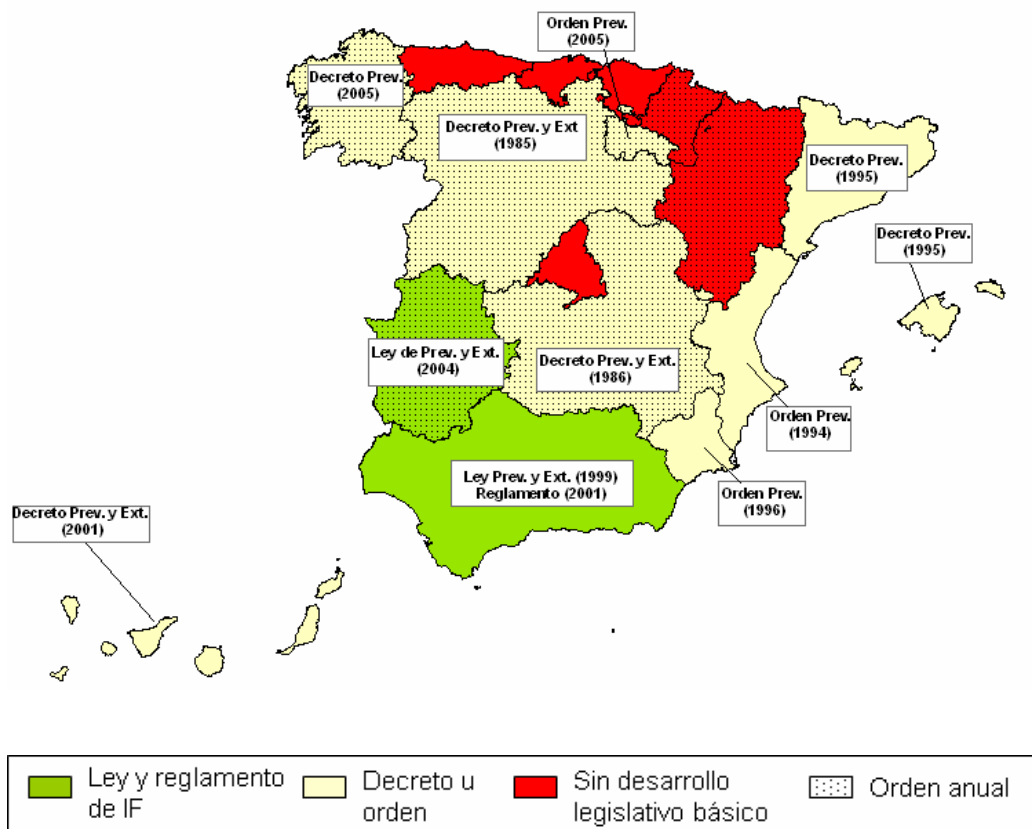 Orden Prev.
(2005)
Decreto Prev.
(2005)
Decreto Prev. y Ext
(1985)
Decreto Prev.
(1995)
Decreto Prev.
(1995)
Ley de Prev. y Ext.
(2004)
Decreto Prev. y Ext.
(1986)
Orden Prev.
(1994)
Ley Prev. y Ext. (1999)
Reglamento (2001)
Orden Prev.
(1996)
Decreto Prev. y Ext.
(2001)
Ley y reglamento
de IF
Decreto u
orden
Sin desarrollo
legislativo básico
Orden anual